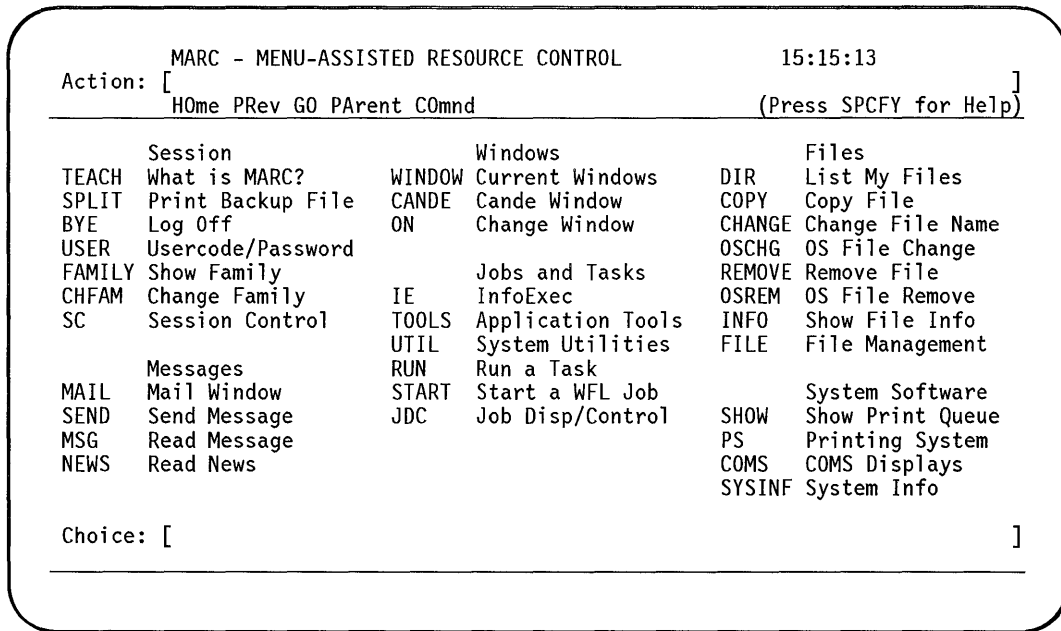 MARC - MENU-ASSISTED RESOURCE CONTROL 15:15:13
Action: [ ]
HOme PRev GO PArent COmnd (Press SPCFY for Help)
Session Windows Files
TEACH What is MARC? WINDOW Current Windows DIR List My Files
SPLIT Print Backup File CANDE Cande Window COPY Copy File
BYE Log Off ON Change Window CHANGE Change File Name
USER Usercode/Password OSCHG OS File Change
FAMILY Show Family Jobs and Tasks REMOVE Remove File
CHFAM Change Family IE InfoExec OSREM OS File Remove
SC Session Control TOOLS Application Tools INFO Show File Info
UTIL System Utilities FILE File Management
Messages RUN Run a Task
MAIL Mail Window START Start a WFL Job System Software
SEND Send Message JDC Job Disp/Control SHOW Show Print Queue
MSG Read Message PS Printing System
NEWS Read News COMS COMS Displays
SYSINF System Info
Choice: [ ]